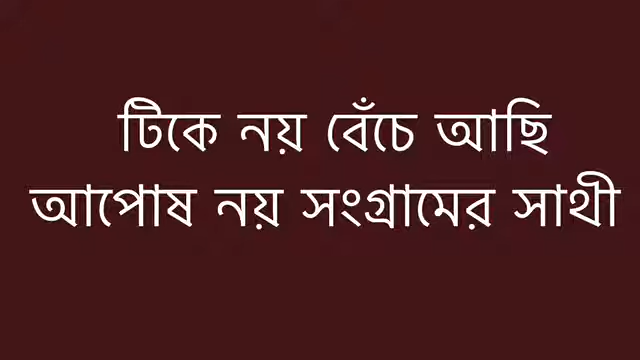 টিকে নয় বেঁচে আছি
আপোষ নয় সংগ্রামের সাথী